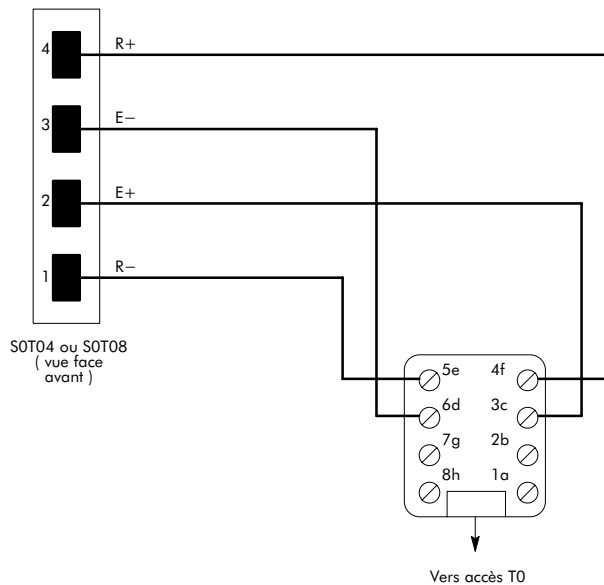 4 R+
3 E−
2 E+
1 R−
S0T04 ou S0T08
( vue face
avant )
5e 4f
6d 3c
7g 2b
8h 1a
Vers accès T0